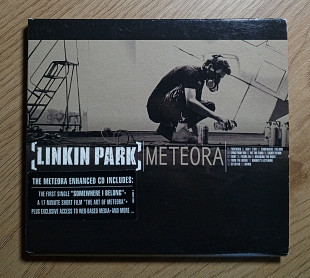 [LINKIN PARK] METEORA
THE METEORA ENHANCED CD INCLUDES:
THE FIRST SINGLE "SOMEWHERE I BELONG"•
A 17 MINUTE SHORT FILM "THE ART OF METEORA"•
PLUS EXCLUSIVE ACCESS TO WEB BASED MEDIA• AND MORE ...